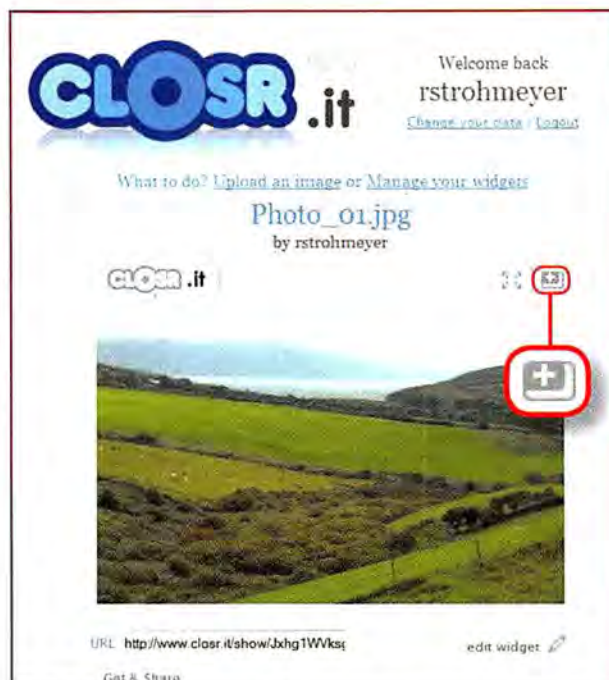 CLOSR.it
Welcome back
rstrohmeyer
Change your data / Logout
What to do? Upload an image or Manage your widgets
Photo_01.jpg
by rstrohmeyer
CLOSR.it
URL http://www.closr.it/show/Jxhg1WVksg
edit widget
Get & Share